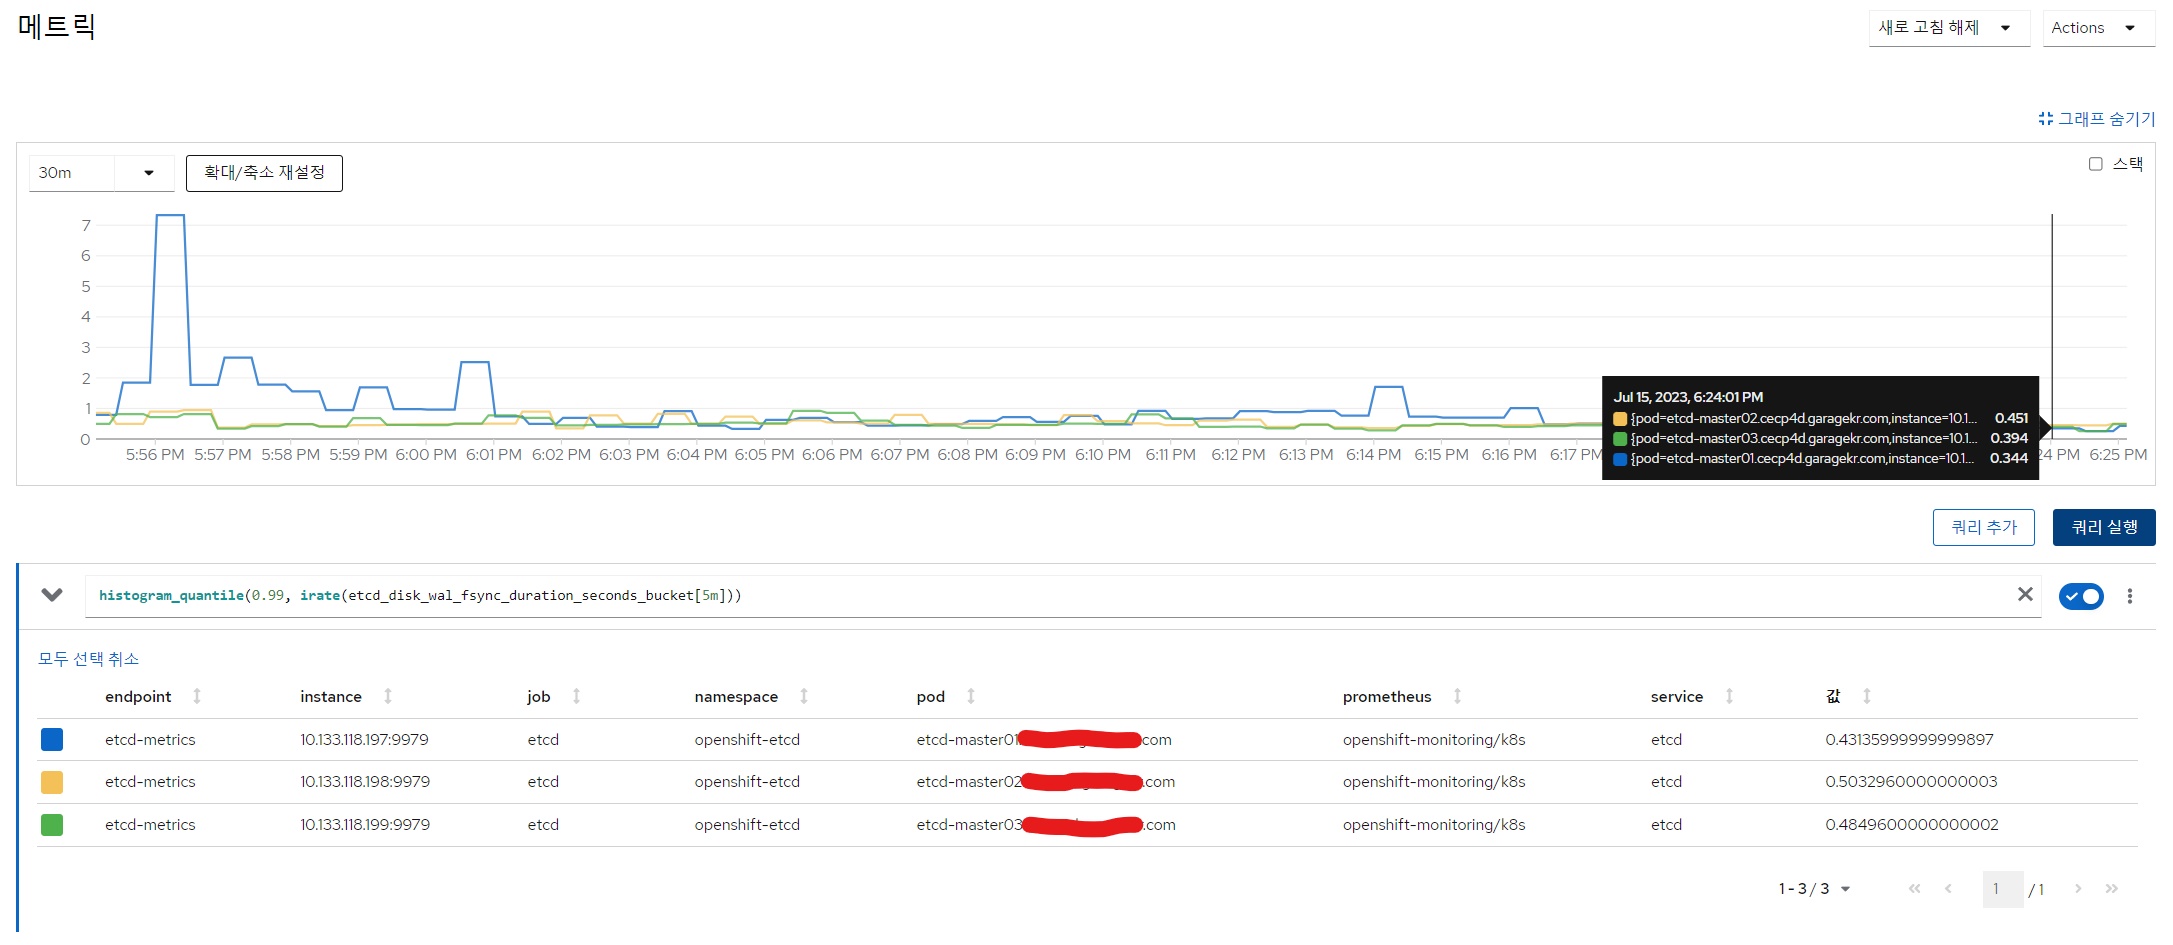 메트릭
새로 고침 해제
Actions
그래프 숨기기
30m
확대/축소 재설정
스택
7
6
5
4
3
2
1
0
5:56 PM 5:57 PM 5:58 PM 5:59 PM 6:00 PM 6:01 PM 6:02 PM 6:03 PM 6:04 PM 6:05 PM 6:06 PM 6:07 PM 6:08 PM 6:09 PM 6:10 PM 6:11 PM 6:12 PM 6:13 PM 6:14 PM 6:15 PM 6:16 PM 6:17 PM 24 PM 6:25 PM
Jul 15, 2023, 6:24:01 PM
{pod=etcd-master02.cecp4d.garagekr.com,instance=10.1... 0.451
{pod=etcd-master03.cecp4d.garagekr.com,instance=10.1... 0.394
{pod=etcd-master01.cecp4d.garagekr.com,instance=10.1... 0.344
쿼리 추가
쿼리 실행
histogram_quantile(0.99, irate(etcd_disk_wal_fsync_duration_seconds_bucket[5m]))
모두 선택 취소
endpoint instance job namespace pod prometheus service 값
etcd-metrics 10.133.118.197:9979 etcd openshift-etcd etcd-master01 com openshift-monitoring/k8s etcd 0.43135999999999897
etcd-metrics 10.133.118.198:9979 etcd openshift-etcd etcd-master02 .com openshift-monitoring/k8s etcd 0.5032960000000003
etcd-metrics 10.133.118.199:9979 etcd openshift-etcd etcd-master03 .com openshift-monitoring/k8s etcd 0.4849600000000002
1 - 3 / 3
1 / 1